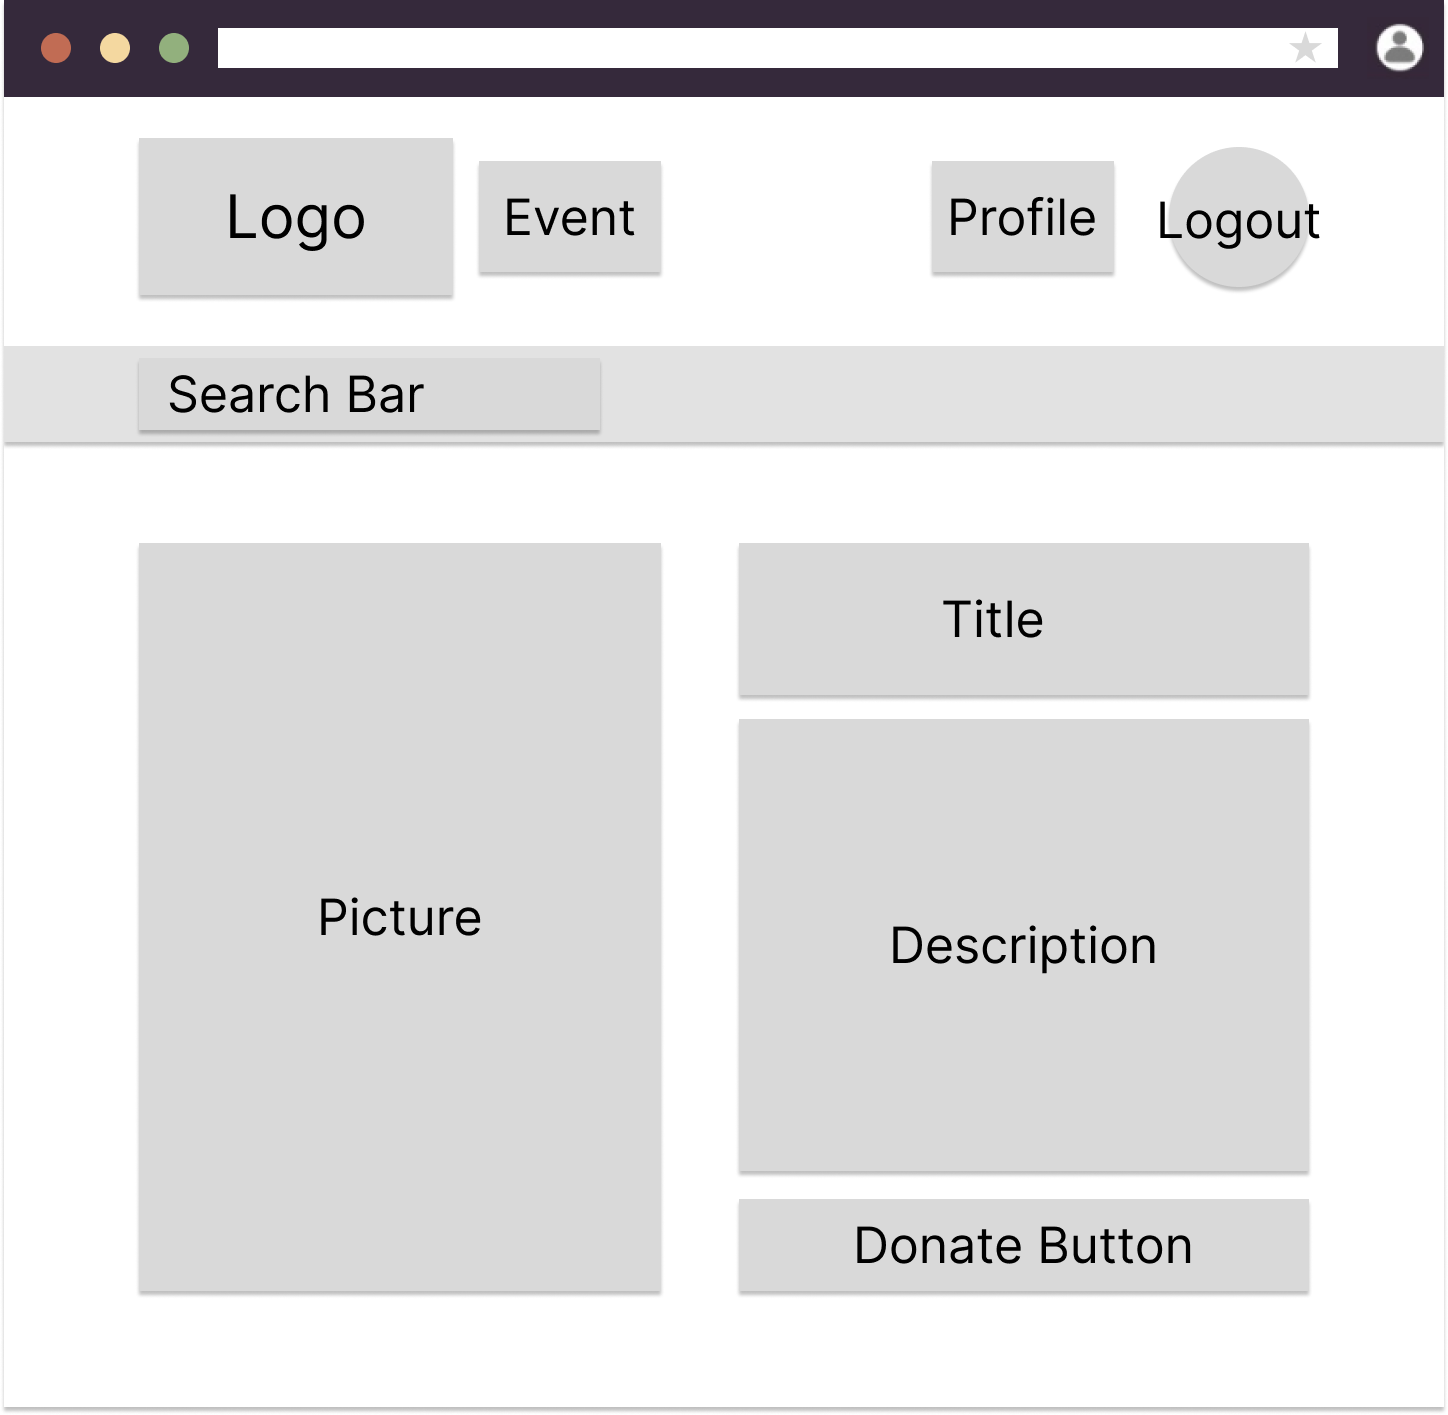 Logo
Event
Profile
Logout
Search Bar
Picture
Title
Description
Donate Button